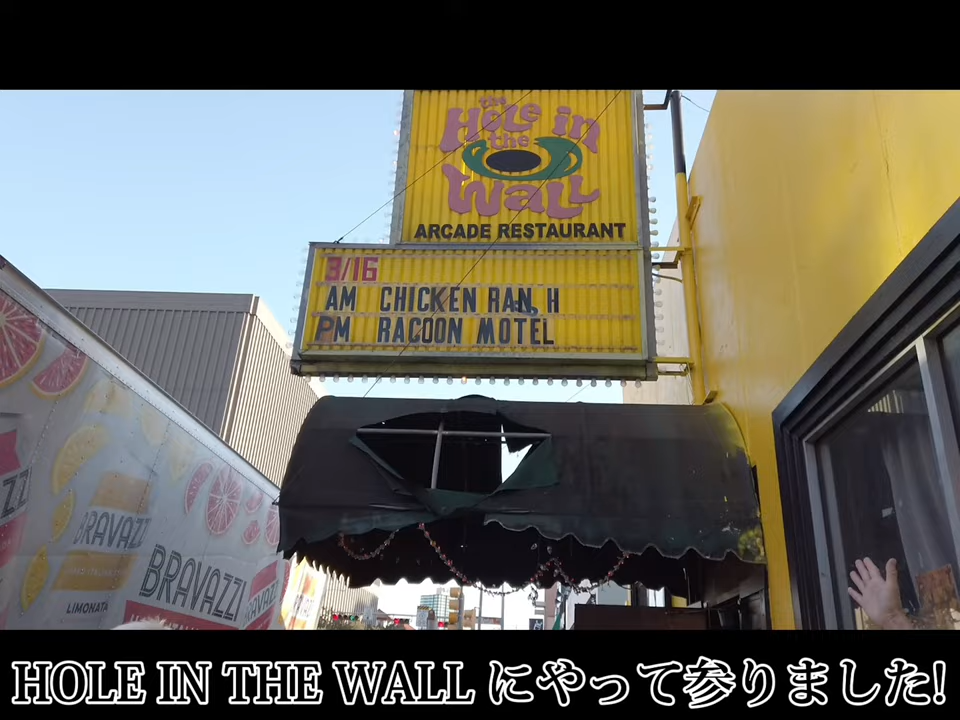 the
HOLE in
the
WALL
ARCADE RESTAURANT
3/16
AM CHICKEN RAN,H
PM RACOON MOTEL
BRAVAZZI
LIMONATA
BRAVAZZI
HOLE IN THE WALL にやって参りました!